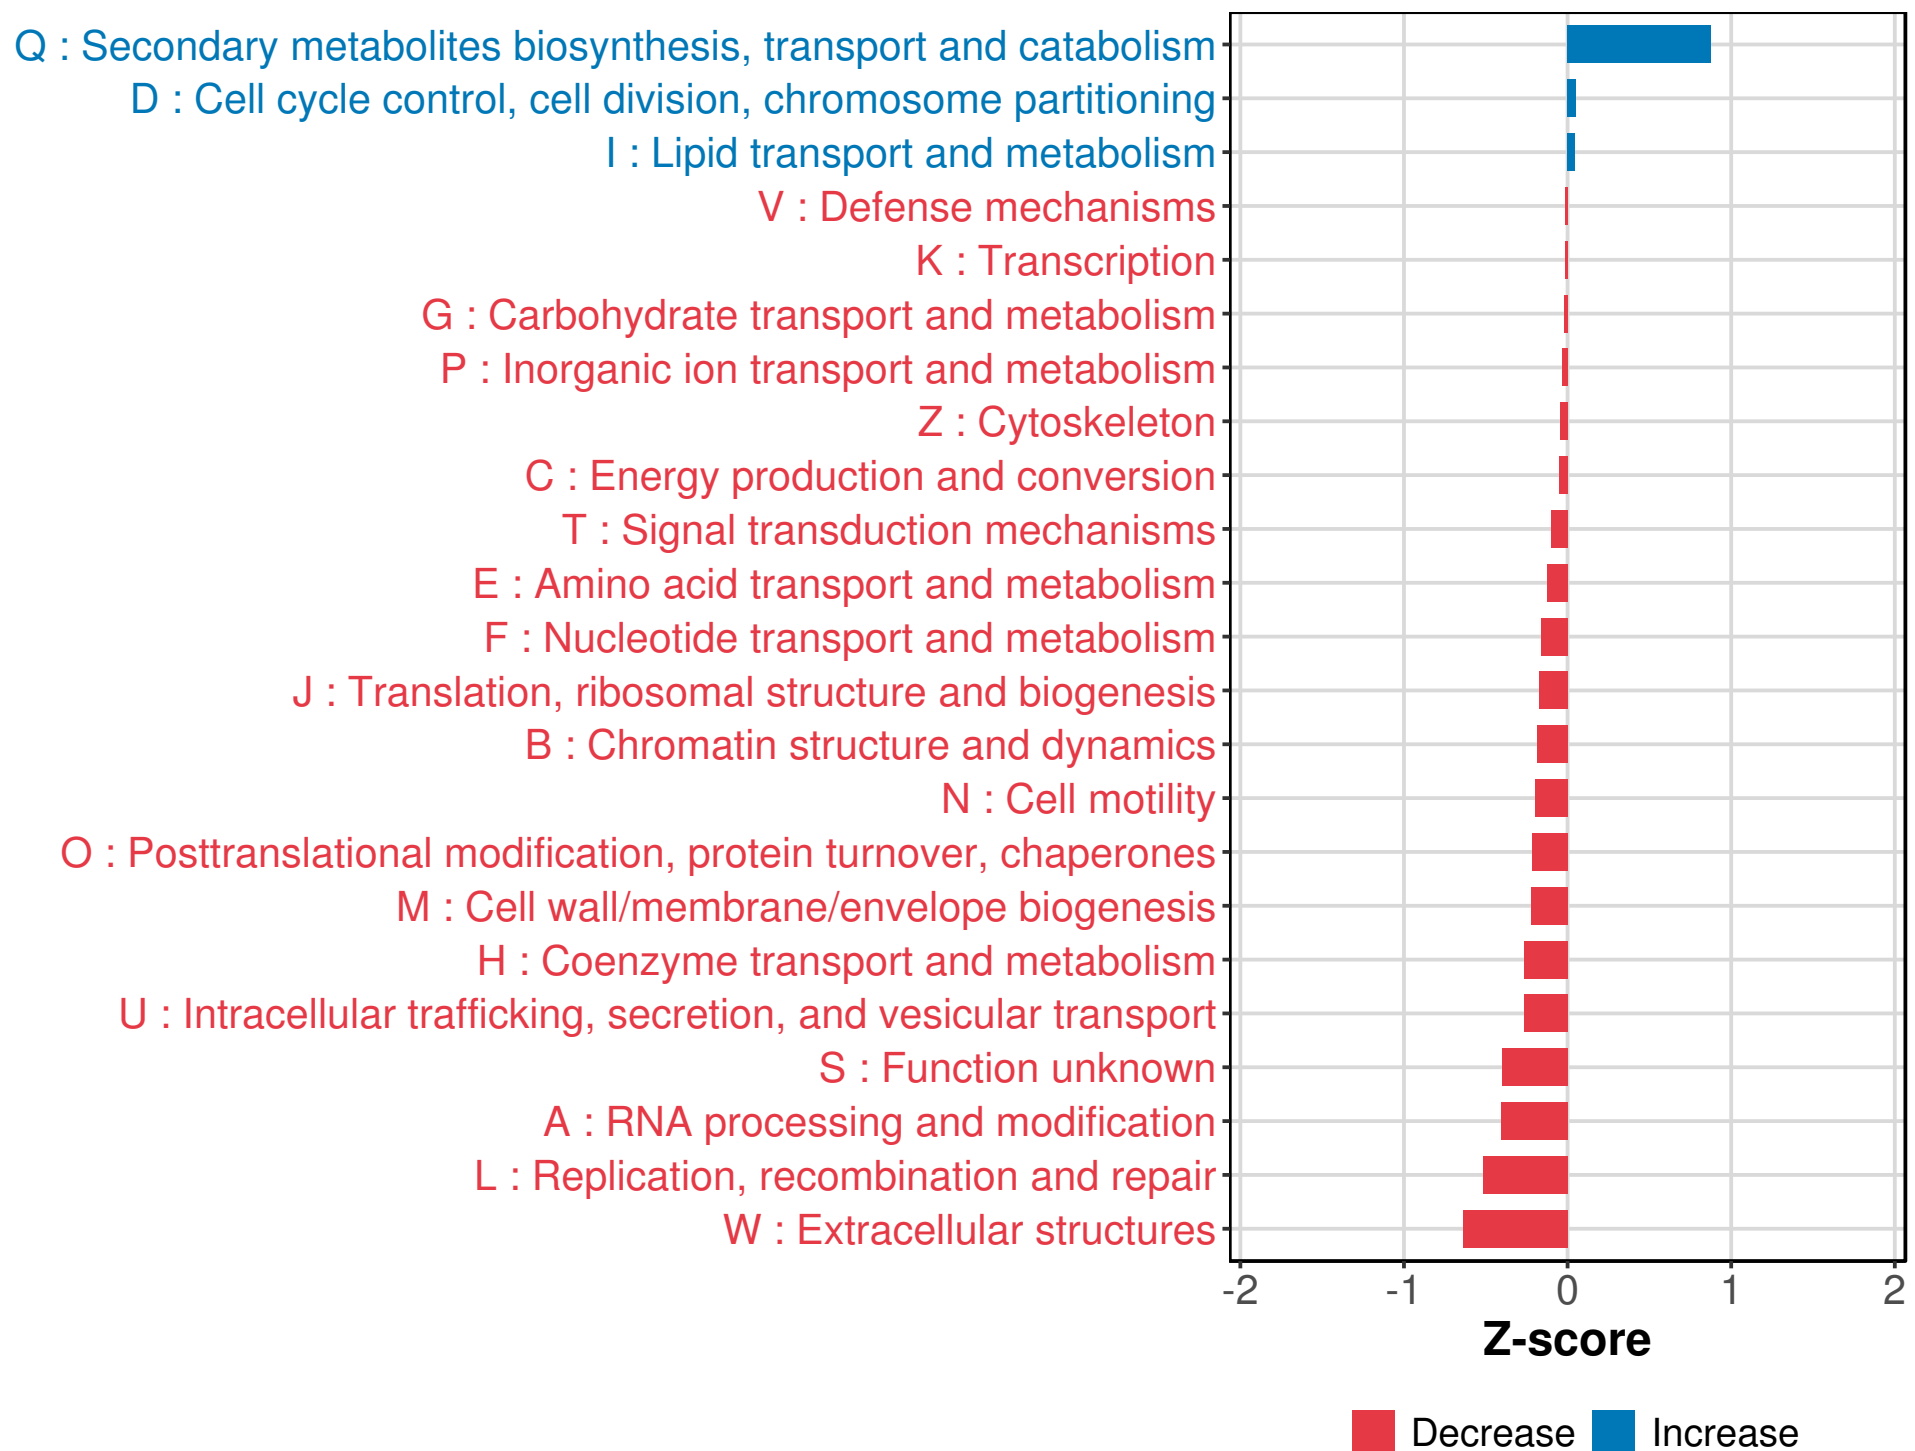 Q : Secondary metabolites biosynthesis, transport and catabolism
D : Cell cycle control, cell division, chromosome partitioning
I : Lipid transport and metabolism
V : Defense mechanisms
K : Transcription
G : Carbohydrate transport and metabolism
P : Inorganic ion transport and metabolism
Z : Cytoskeleton
C : Energy production and conversion
T : Signal transduction mechanisms
E : Amino acid transport and metabolism
F : Nucleotide transport and metabolism
J : Translation, ribosomal structure and biogenesis
B : Chromatin structure and dynamics
N : Cell motility
O : Posttranslational modification, protein turnover, chaperones
M : Cell wall/membrane/envelope biogenesis
H : Coenzyme transport and metabolism
U : Intracellular trafficking, secretion, and vesicular transport
S : Function unknown
A : RNA processing and modification
L : Replication, recombination and repair
W : Extracellular structures
-2 -1 0 1 2
Z-score
Decrease Increase